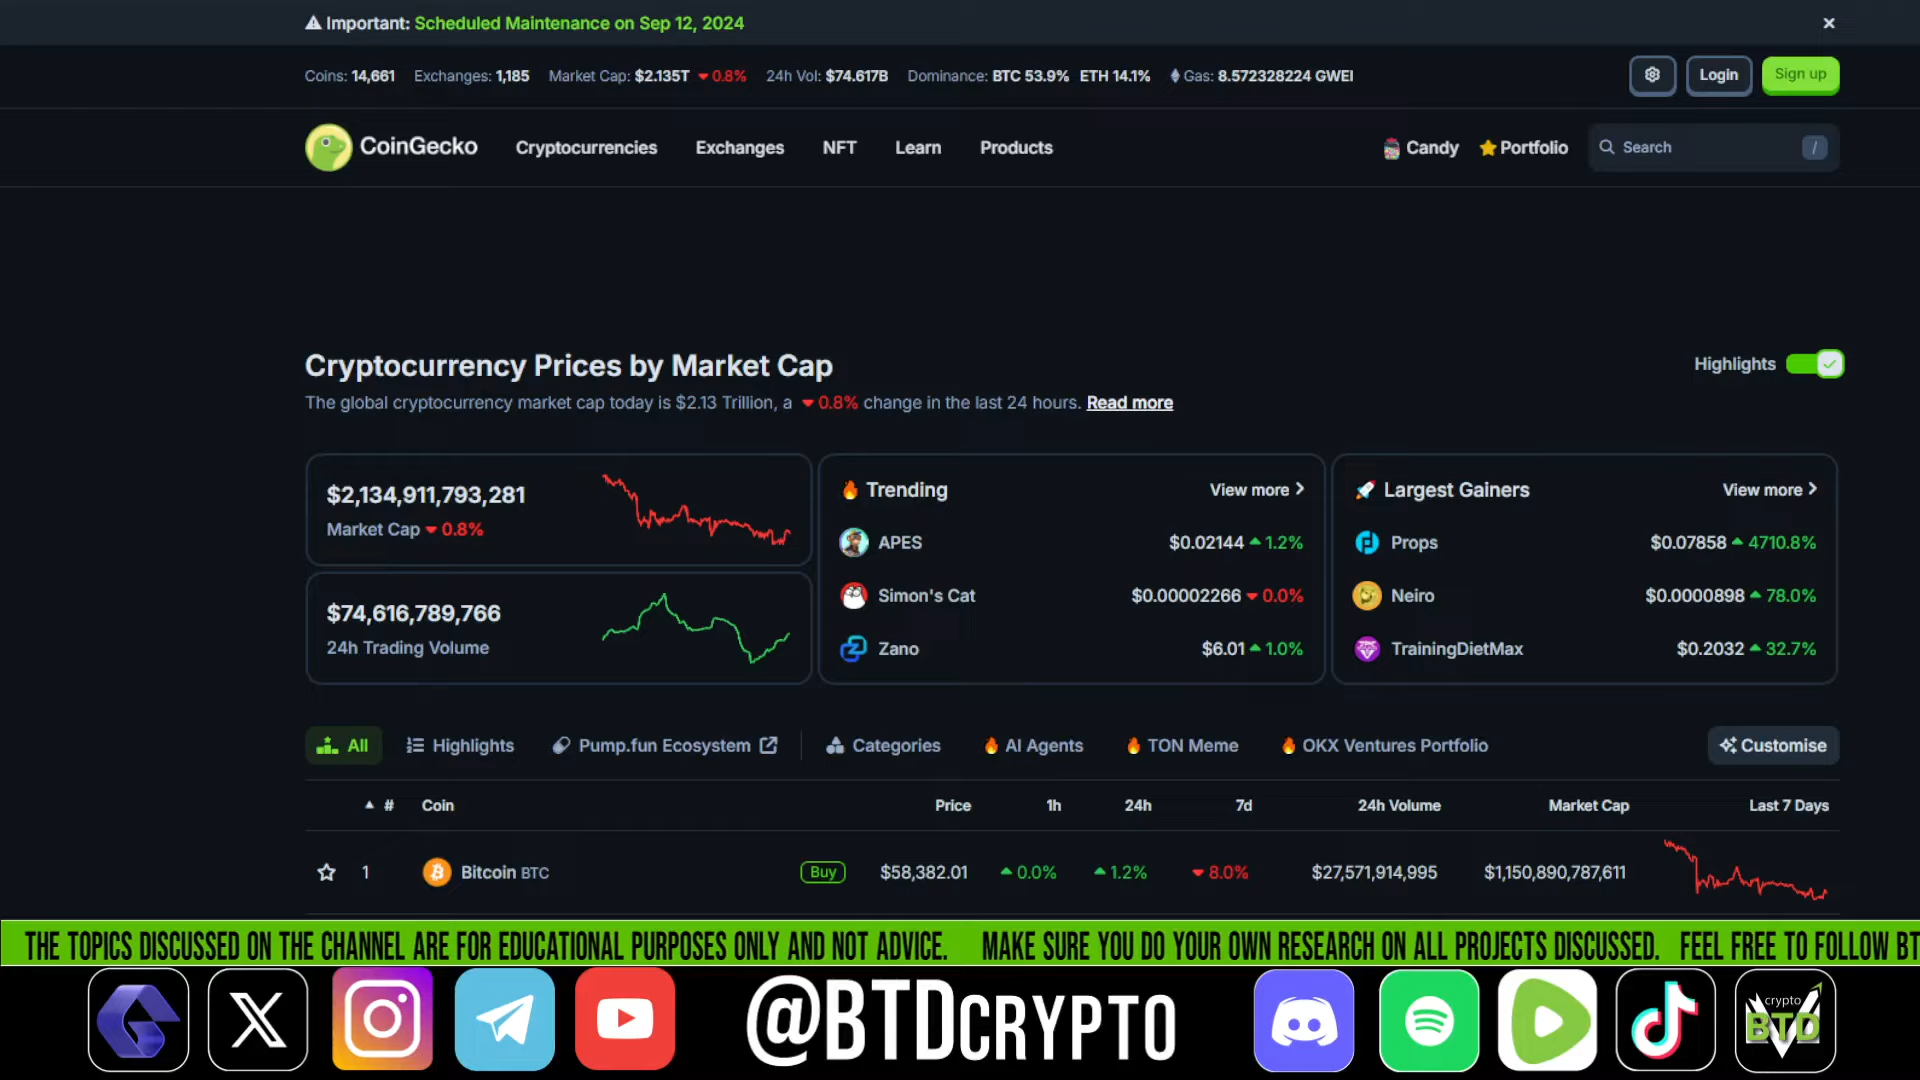 Important: Scheduled Maintenance on Sep 12, 2024
Coins: 14,661 Exchanges: 1,185 Market Cap: $2.135T 0.8% 24h Vol: $74.617B Dominance: BTC 53.9% ETH 14.1% Gas: 8.572328224 GWEI
Login
Sign up
CoinGecko Cryptocurrencies Exchanges NFT Learn Products Candy Portfolio Search /
Cryptocurrency Prices by Market Cap
Highlights
The global cryptocurrency market cap today is $2.13 Trillion, a 0.8% change in the last 24 hours. Read more
$2,134,911,793,281
Market Cap 0.8%
$74,616,789,766
24h Trading Volume
Trending View more
APES $0.02144 1.2%
Simon's Cat $0.00002266 0.0%
Zano $6.01 1.0%
Largest Gainers View more
Props $0.07858 4710.8%
Neiro $0.0000898 78.0%
TrainingDietMax $0.2032 32.7%
All Highlights Pump.fun Ecosystem Categories AI Agents TON Meme OKX Ventures Portfolio Customise
# Coin Price 1h 24h 7d 24h Volume Market Cap Last 7 Days
1 Bitcoin BTC Buy $58,382.01 0.0% 1.2% 8.0% $27,571,914,995 $1,150,890,787,611
THE TOPICS DISCUSSED ON THE CHANNEL ARE FOR EDUCATIONAL PURPOSES ONLY AND NOT ADVICE. MAKE SURE YOU DO YOUR OWN RESEARCH ON ALL PROJECTS DISCUSSED. FEEL FREE TO FOLLOW BT
@BTDCRYPTO
crypto
BTD